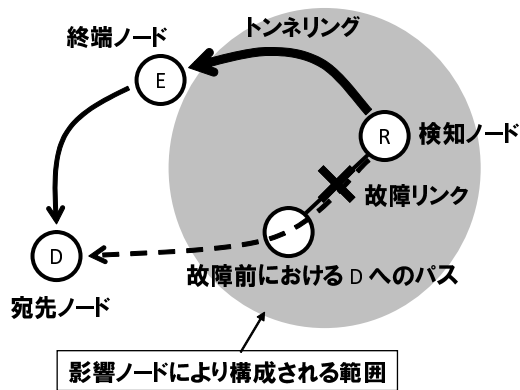 トンネリング
終端ノード
E
R
検知ノード
故障リンク
D
故障前における D へのパス
宛先ノード
影響ノードにより構成される範囲